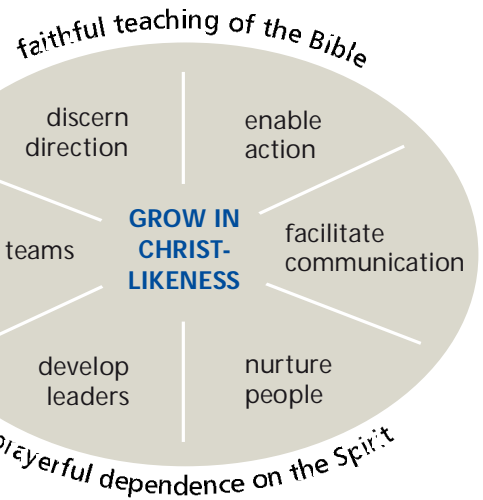 faithful teaching of the Bible
discern
direction
enable
action
teams
GROW IN
CHRIST-
LIKENESS
facilitate
communication
develop
leaders
nurture
people
prayerful dependence on the Spirit